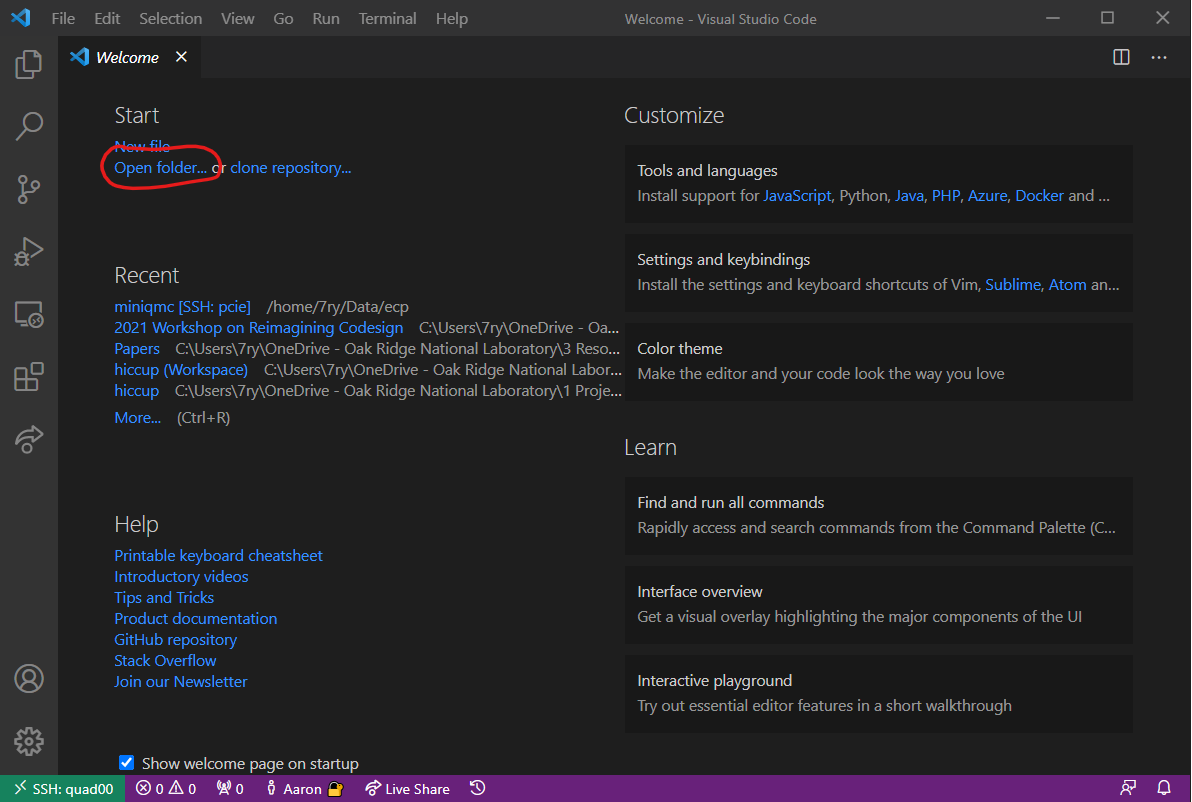 File Edit Selection View Go Run Terminal Help Welcome - Visual Studio Code
Welcome
Start
New file
Open folder... or clone repository...
Recent
miniqmc [SSH: pcie] /home/7ry/Data/ecp
2021 Workshop on Reimagining Codesign C:\Users\7ry\OneDrive - Oa...
Papers C:\Users\7ry\OneDrive - Oak Ridge National Laboratory\3 Reso...
hiccup (Workspace) C:\Users\7ry\OneDrive - Oak Ridge National Labor...
hiccup C:\Users\7ry\OneDrive - Oak Ridge National Laboratory\1 Proje...
More... (Ctrl+R)
Help
Printable keyboard cheatsheet
Introductory videos
Tips and Tricks
Product documentation
GitHub repository
Stack Overflow
Join our Newsletter
Show welcome page on startup
Customize
Tools and languages
Install support for JavaScript, Python, Java, PHP, Azure, Docker and ...
Settings and keybindings
Install the settings and keyboard shortcuts of Vim, Sublime, Atom an...
Color theme
Make the editor and your code look the way you love
Learn
Find and run all commands
Rapidly access and search commands from the Command Palette (C...
Interface overview
Get a visual overlay highlighting the major components of the UI
Interactive playground
Try out essential editor features in a short walkthrough
SSH: quad00 0 0 0 Aaron Live Share